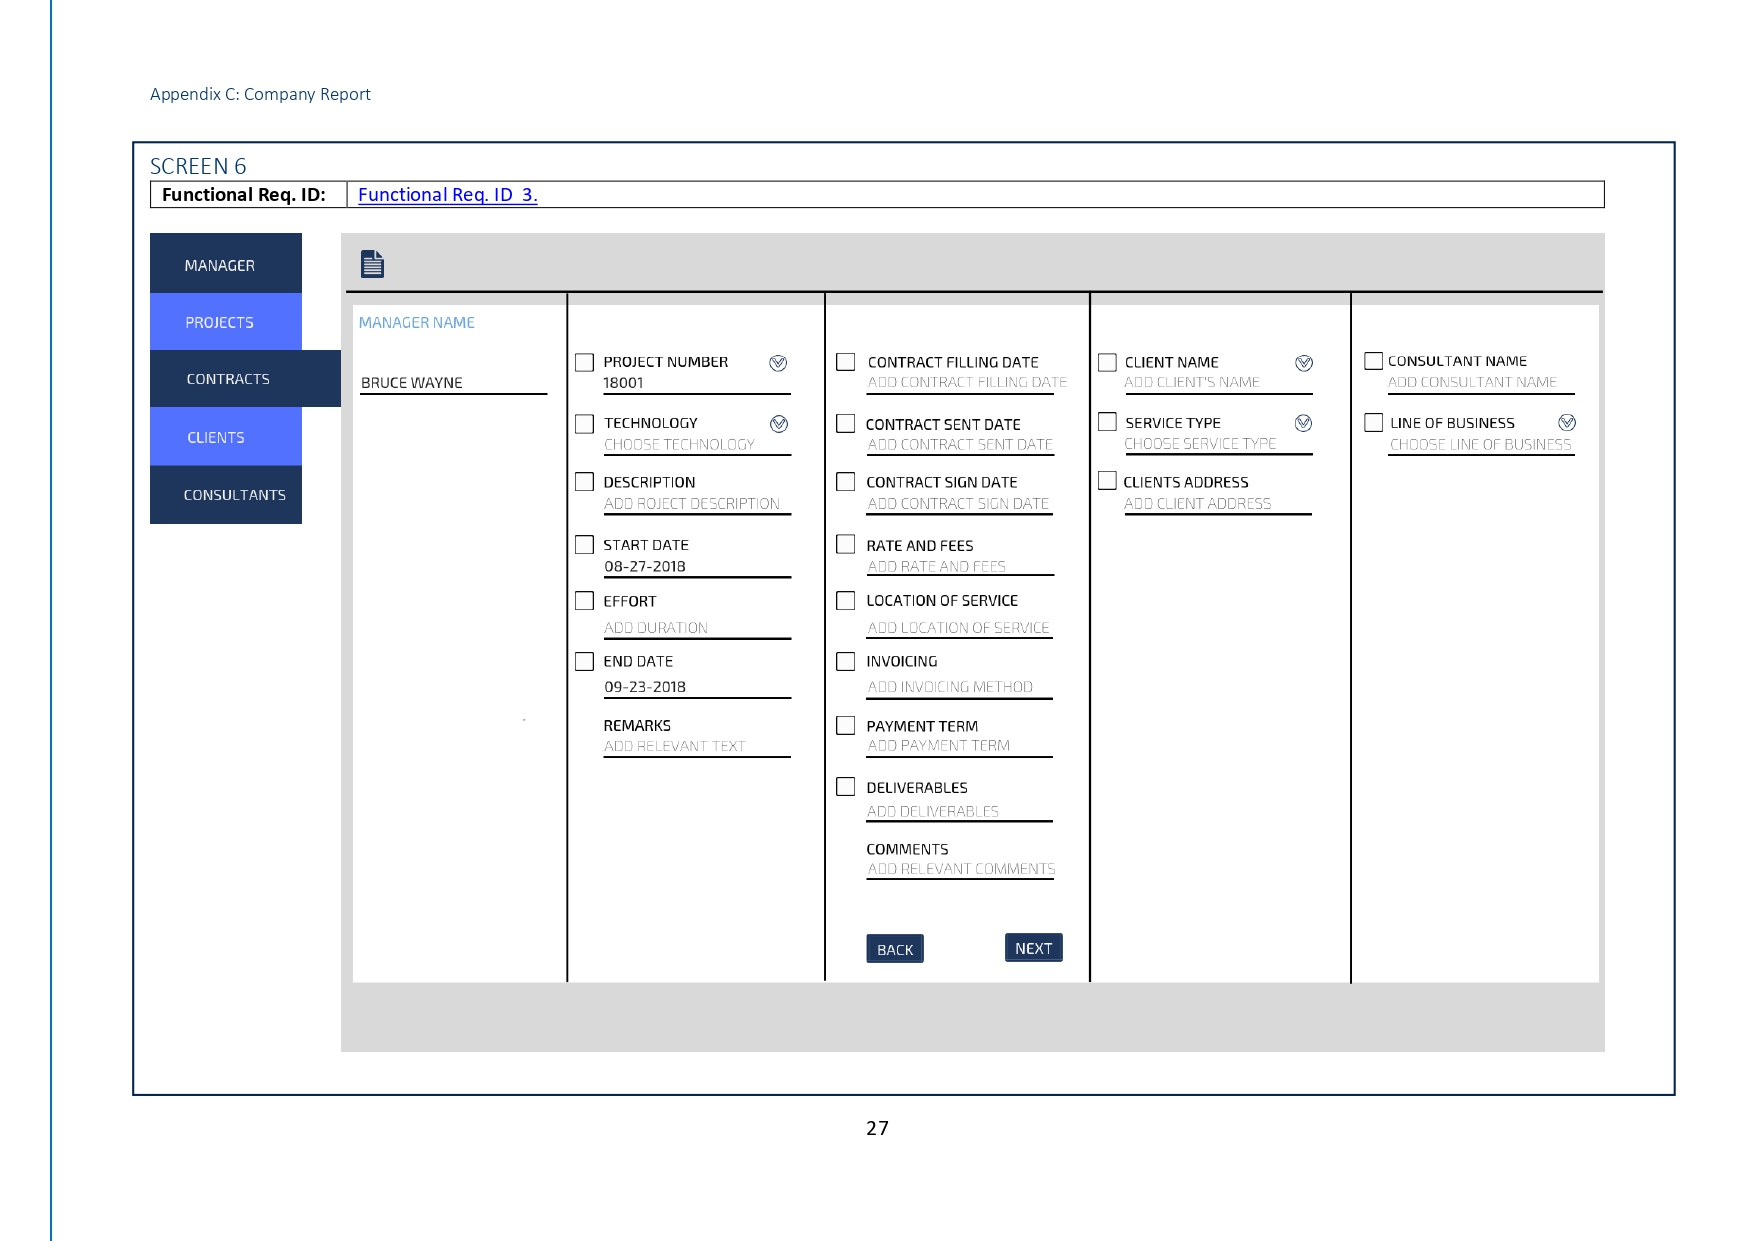 Appendix C: Company Report
SCREEN 6
Functional Req. ID: Functional Req. ID 3.
MANAGER
PROJECTS
CONTRACTS
CLIENTS
CONSULTANTS
MANAGER NAME
BRUCE WAYNE
PROJECT NUMBER
18001
TECHNOLOGY
CHOOSE TECHNOLOGY
DESCRIPTION
ADD ROJECT DESCRIPTION
START DATE
08-27-2018
EFFORT
ADD DURATION
END DATE
09-23-2018
REMARKS
ADD RELEVANT TEXT
CONTRACT FILLING DATE
ADD CONTRACT FILLING DATE
CONTRACT SENT DATE
ADD CONTRACT SENT DATE
CONTRACT SIGN DATE
ADD CONTRACT SIGN DATE
RATE AND FEES
ADD RATE AND FEES
LOCATION OF SERVICE
ADD LOCATION OF SERVICE
INVOICING
ADD INVOICING METHOD
PAYMENT TERM
ADD PAYMENT TERM
DELIVERABLES
ADD DELIVERABLES
COMMENTS
ADD RELEVANT COMMENTS
BACK
NEXT
CLIENT NAME
ADD CLIENT'S NAME
SERVICE TYPE
CHOOSE SERVICE TYPE
CLIENTS ADDRESS
ADD CLIENT ADDRESS
CONSULTANT NAME
ADD CONSULTANT NAME
LINE OF BUSINESS
CHOOSE LINE OF BUSINESS
27